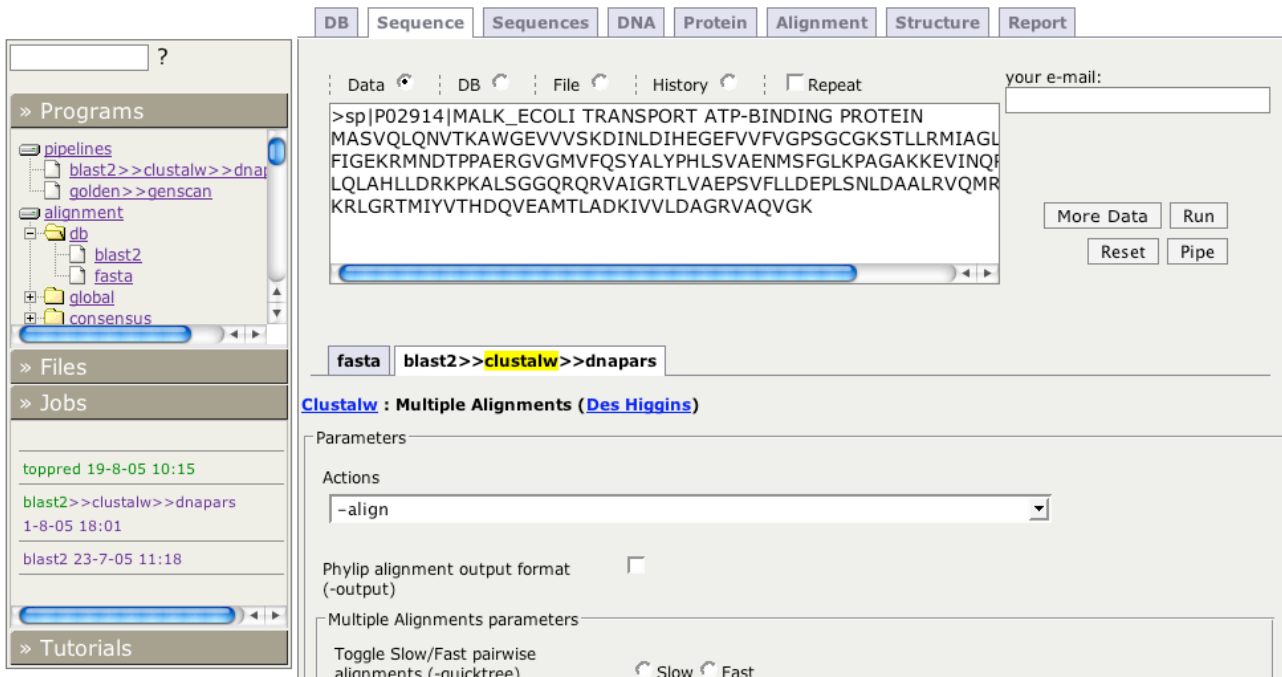 DB Sequence Sequences DNA Protein Alignment Structure Report
?
» Programs
pipelines
blast2>>clustalw>>dnap
golden>>genscan
alignment
db
blast2
fasta
global
consensus
» Files
» Jobs
toppred 19-8-05 10:15
blast2>>clustalw>>dnapars
1-8-05 18:01
blast2 23-7-05 11:18
» Tutorials
Data DB File History Repeat
your e-mail:
>sp|P02914|MALK_ECOLI TRANSPORT ATP-BINDING PROTEIN
MASVQLQNVTKAWGEVVVSKDINLDIHEGEFVVFVGPSGCGKSTLLRMIAGL
FIGEKRMNDTPPAERGVGMVFQSYALYPHLSVAENMSFGLKPAGAKKEVINQ
LQLAHLLDRKPKALSGGQRQRVAIGRTLVAEPSVFLLDEPLSNLDAALRVQMR
KRLGRTMIYVTHDQVEAMTLADKIVVLDAGRVAQVGK
More Data Run
Reset Pipe
fasta blast2>>clustalw>>dnapars
Clustalw : Multiple Alignments (Des Higgins)
Parameters
Actions
-align
Phylip alignment output format
(-output)
Multiple Alignments parameters
Toggle Slow/Fast pairwise
alignments (-quicktree)
Slow Fast